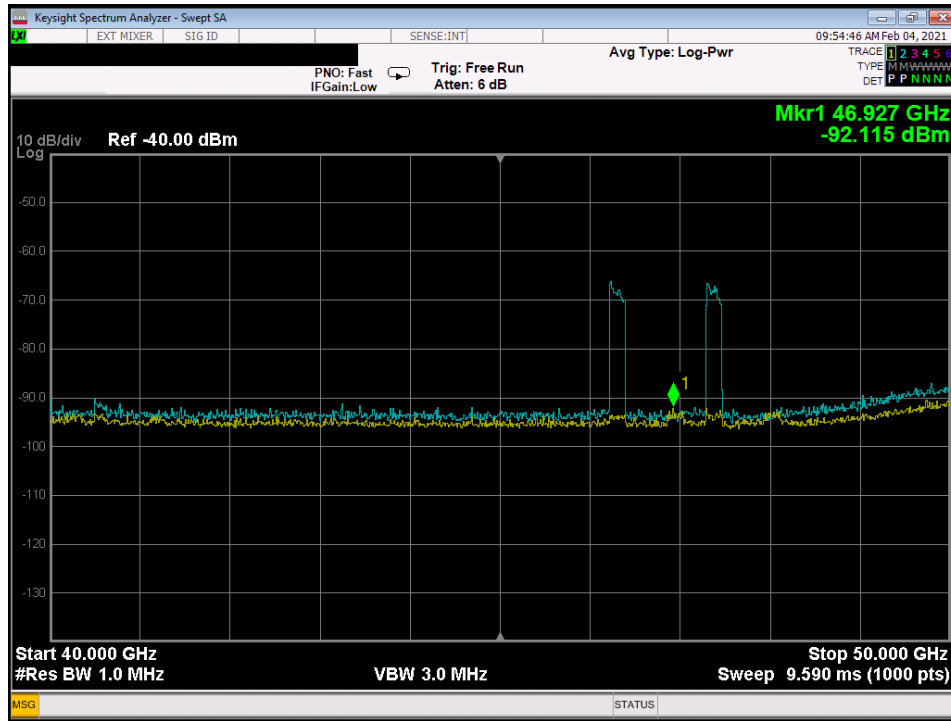 Keysight Spectrum Analyzer - Swept SA
LXI EXT MIXER SIG ID SENSE:INT 09:54:46 AM Feb 04, 2021
Avg Type: Log-Pwr TRACE 1 2 3 4 5 6
PNO: Fast Trig: Free Run TYPE M M W W W W
IFGain:Low Atten: 6 dB DET P P N N N N
Mkr1 46.927 GHz
10 dB/div Ref -40.00 dBm -92.115 dBm
Log
-50.0
-60.0
-70.0
-80.0
1
-90.0
-100
-110
-120
-130
Start 40.000 GHz Stop 50.000 GHz
#Res BW 1.0 MHz VBW 3.0 MHz Sweep 9.590 ms (1000 pts)
MSG STATUS